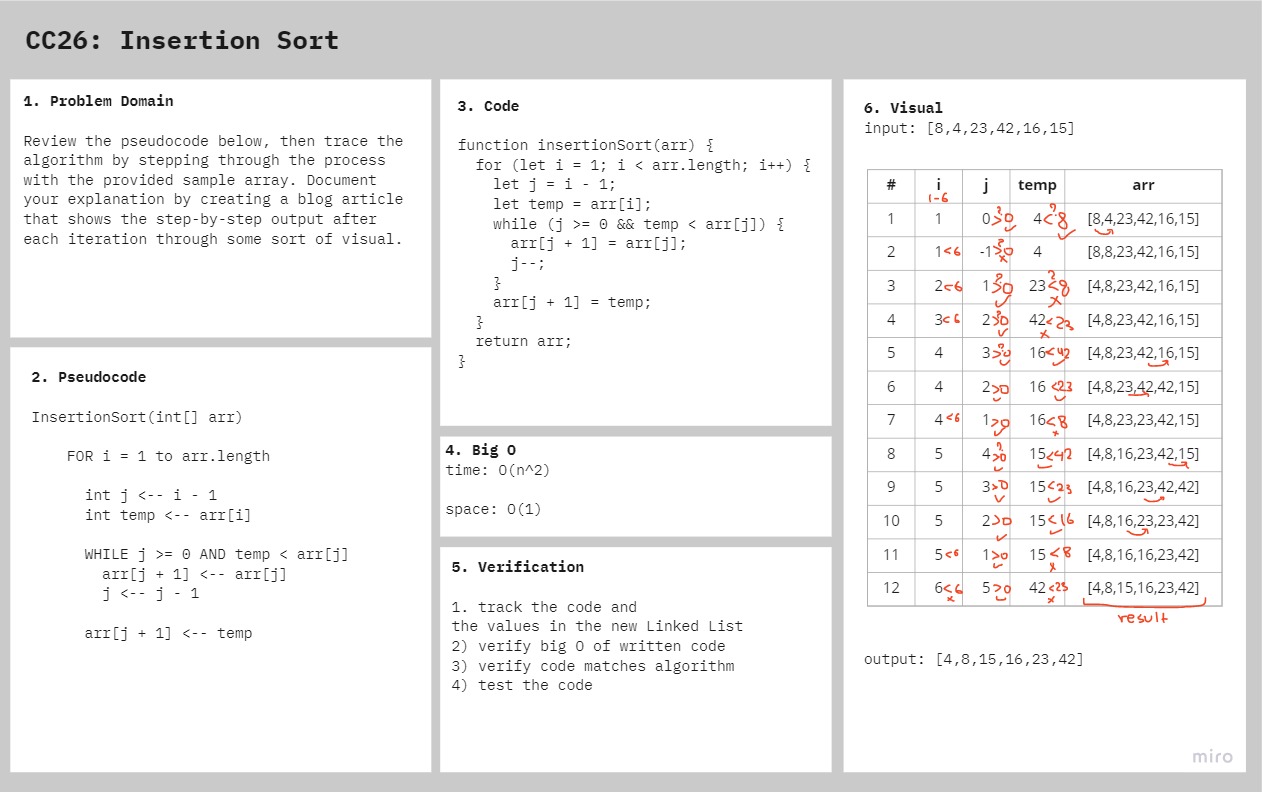 CC26: Insertion Sort
1. Problem Domain
Review the pseudocode below, then trace the
algorithm by stepping through the process
with the provided sample array. Document
your explanation by creating a blog article
that shows the step-by-step output after
each iteration through some sort of visual.
2. Pseudocode
InsertionSort(int[] arr)
FOR i = 1 to arr.length
int j <-- i - 1
int temp <-- arr[i]
WHILE j >= 0 AND temp < arr[j]
arr[j + 1] <-- arr[j]
j <-- j - 1
arr[j + 1] <-- temp
3. Code
function insertionSort(arr) {
for (let i = 1; i < arr.length; i++) {
let j = i - 1;
let temp = arr[i];
while (j >= 0 && temp < arr[j]) {
arr[j + 1] = arr[j];
j--;
}
arr[j + 1] = temp;
}
return arr;
}
4. Big O
time: O(n^2)
space: O(1)
5. Verification
1. track the code and
the values in the new Linked List
2) verify big O of written code
3) verify code matches algorithm
4) test the code
6. Visual
input: [8,4,23,42,16,15]
# i j temp arr
1-6
1 1 0>0 ? 4<8 ? [8,4,23,42,16,15]
2 1<6 -1>0 ? 4 [8,8,23,42,16,15]
3 2<6 1>0 ? 23<8 ? [4,8,23,42,16,15]
4 3<6 2>0 ? 42<23 [4,8,23,42,16,15]
5 4 3>0 ? 16<42 [4,8,23,42,16,15]
6 4 2>0 16<23 [4,8,23,42,42,15]
7 4<6 1>0 16<8 [4,8,23,23,42,15]
8 5 4>0 ? 15<42 [4,8,16,23,42,15]
9 5 3>0 15<23 [4,8,16,23,42,42]
10 5 2>0 15<16 [4,8,16,23,23,42]
11 5<6 1>0 15<8 [4,8,16,16,23,42]
12 6<6 5>0 42<23 [4,8,15,16,23,42]
result
output: [4,8,15,16,23,42]
miro